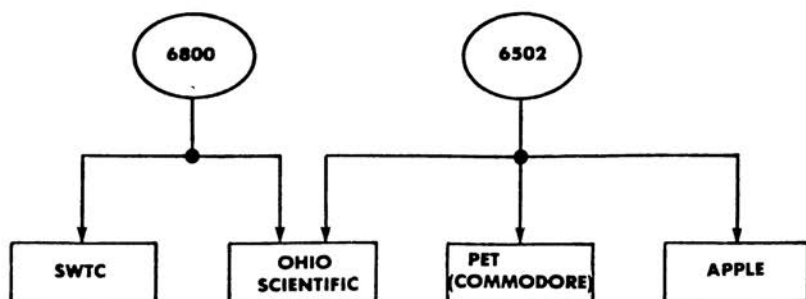 6800
6502
SWTC
OHIO
SCIENTIFIC
PET
(COMMODORE)
APPLE